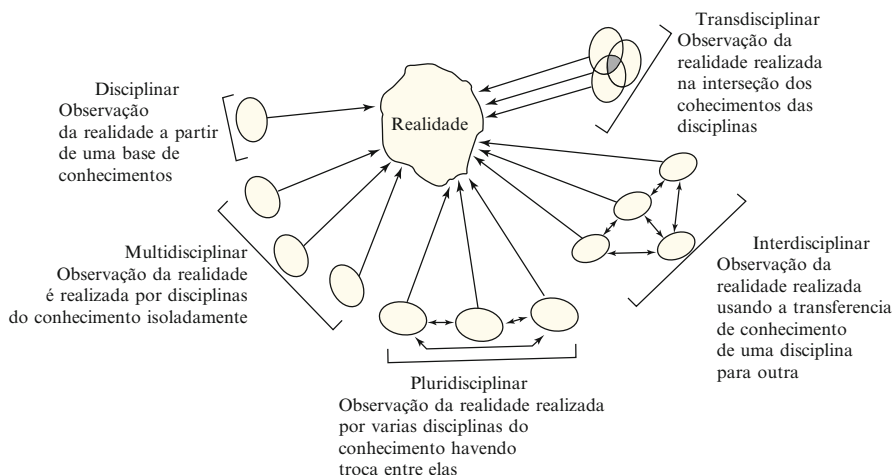 Transdisciplinar
Observação da
realidade realizada
na interseção dos
cohecimentos das
disciplinas
Disciplinar
Observação
da realidade a partir
de uma base de
conhecimentos
Realidade
Multidisciplinar
Observação da realidade
é realizada por disciplinas
do conhecimento isoladamente
Interdisciplinar
Observação da
realidade realizada
usando a transferencia
de conhecimento
de uma disciplina
para outra
Pluridisciplinar
Observação da realidade realizada
por varias disciplinas do
conhecimento havendo
troca entre elas